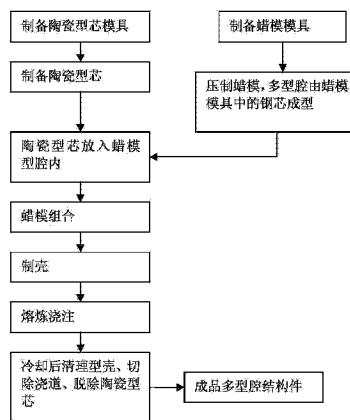 制备陶瓷型芯模具
制备蜡模模具
制备陶瓷型芯
压制蜡模，多型腔由蜡模
模具中的钢芯成型
陶瓷型芯放入蜡模
型腔内
蜡模组合
制壳
熔炼浇注
冷却后清理型壳、切
除浇道、脱除陶瓷型
芯
成品多型腔结构件